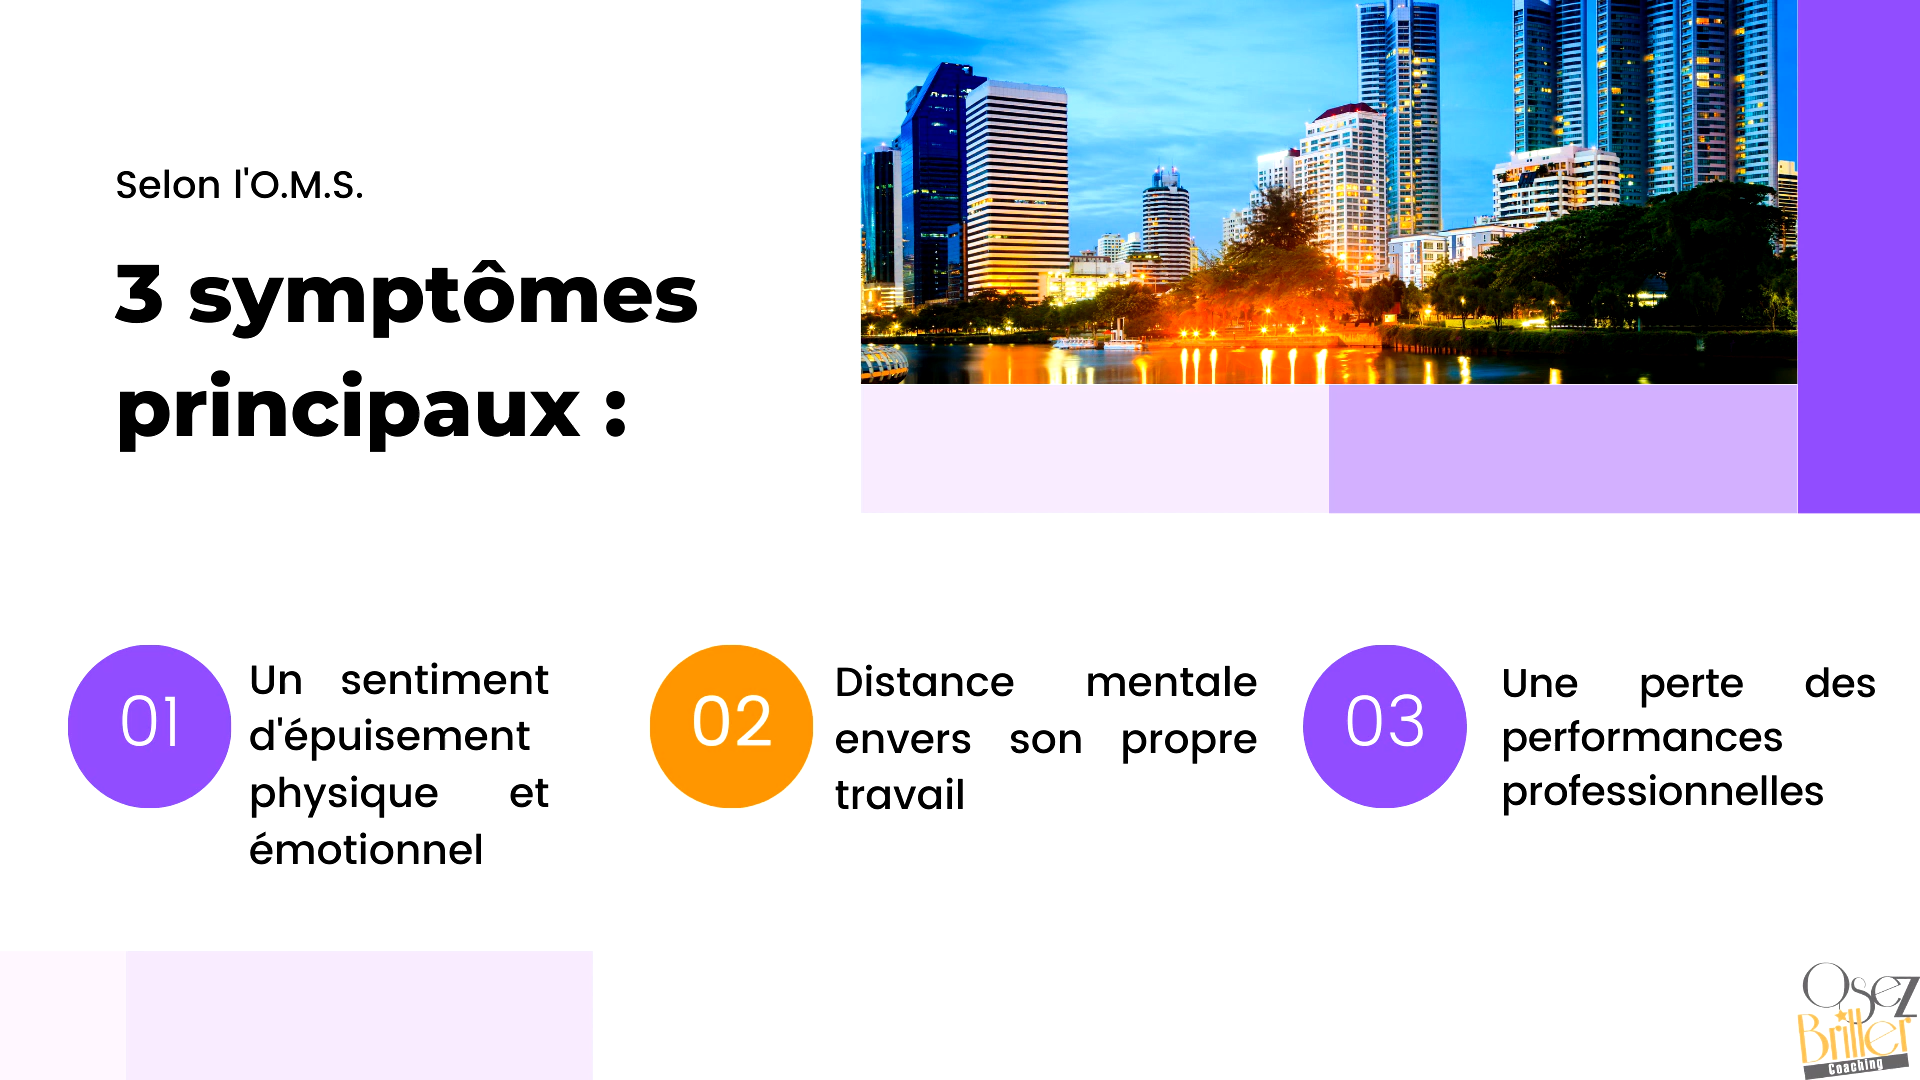 Selon l'O.M.S.
3 symptômes
principaux :
01
Un sentiment
d'épuisement
physique et
émotionnel
02
Distance mentale
envers son propre
travail
03
Une perte des
performances
professionnelles
Osez
Briller
Coaching